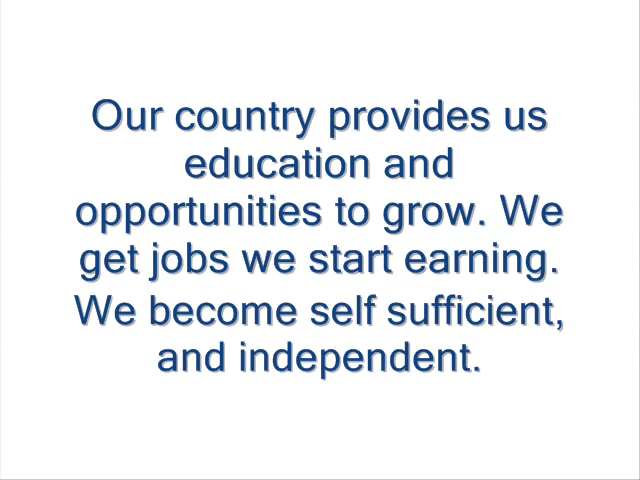 Our country provides us
education and
opportunities to grow. We
get jobs we start earning.
We become self sufficient,
and independent.